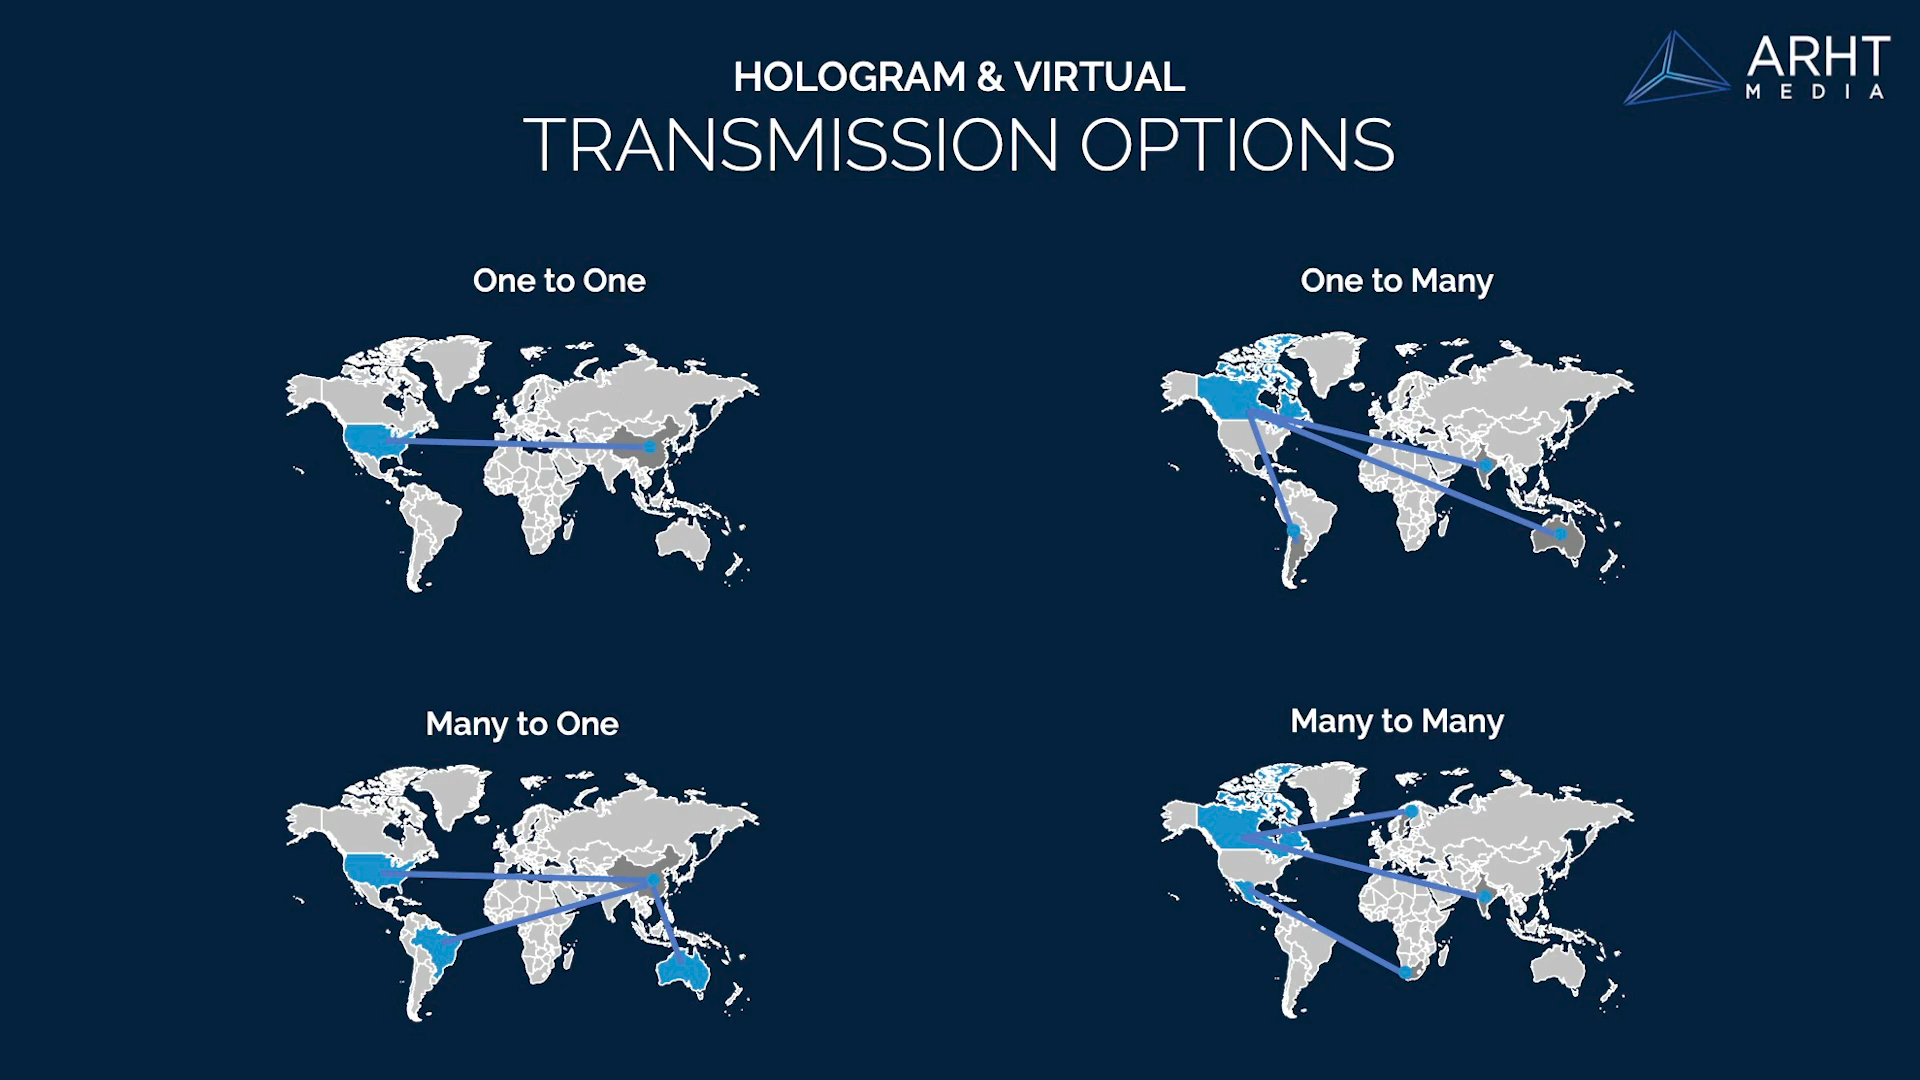 HOLOGRAM & VIRTUAL
TRANSMISSION OPTIONS
ARHT
MEDIA
One to One
One to Many
Many to One
Many to Many